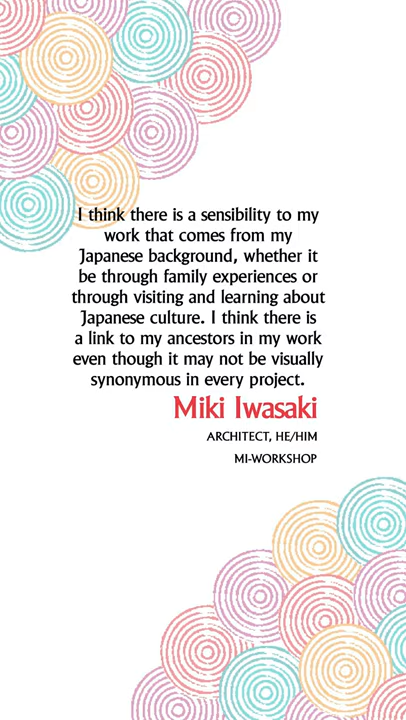 I think there is a sensibility to my
work that comes from my
Japanese background, whether it
be through family experiences or
through visiting and learning about
Japanese culture. I think there is
a link to my ancestors in my work
even though it may not be visually
synonymous in every project.
Miki Iwasaki
ARCHITECT, HE/HIM
MI-WORKSHOP